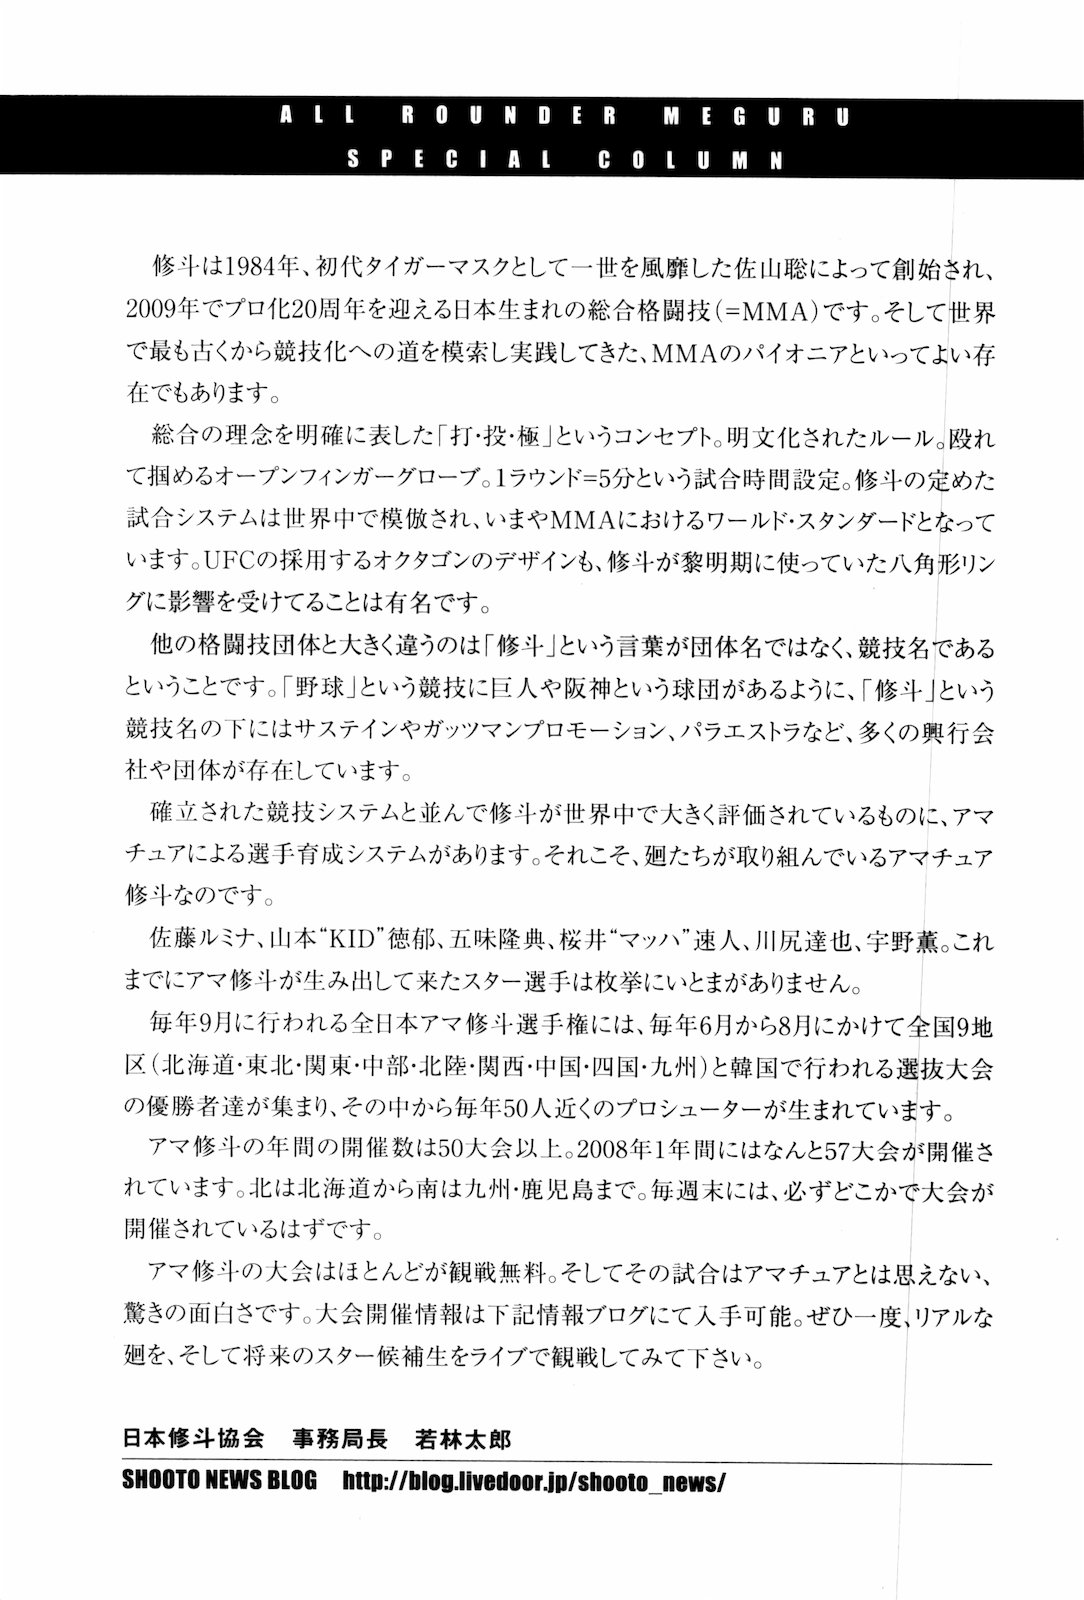 ALL ROUNDER MEGURU
SPECIAL COLUMN
修斗は1984年、初代タイガーマスクとして一世を風靡した佐山聡によって創始され、
2009年でプロ化20周年を迎える日本生まれの総合格闘技(=MMA)です。そして世界
で最も古くから競技化への道を模索し実践してきた、MMAのパイオニアといってよい存
在でもあります。
総合の理念を明確に表した「打・投・極」というコンセプト。明文化されたルール。殴れ
て掴めるオープンフィンガーグローブ。1ラウンド=5分という試合時間設定。修斗の定めた
試合システムは世界中で模倣され、いまやMMAにおけるワールド・スタンダードとなって
います。UFCの採用するオクタゴンのデザインも、修斗が黎明期に使っていた八角形リン
グに影響を受けてることは有名です。
他の格闘技団体と大きく違うのは「修斗」という言葉が団体名ではなく、競技名である
ということです。「野球」という競技に巨人や阪神という球団があるように、「修斗」という
競技名の下にはサステインやガッツマンプロモーション、パラエストラなど、多くの興行会
社や団体が存在しています。
確立された競技システムと並んで修斗が世界中で大きく評価されているものに、アマ
チュアによる選手育成システムがあります。それこそ、廻たちが取り組んでいるアマチュア
修斗なのです。
佐藤ルミナ、山本“KID”徳郁、五味隆典、桜井“マッハ”速人、川尻達也、宇野薫。これ
までにアマ修斗が生み出して来たスター選手は枚挙にいとまがありません。
毎年9月に行われる全日本アマ修斗選手権には、毎年6月から8月にかけて全国9地
区(北海道・東北・関東・中部・北陸・関西・中国・四国・九州)と韓国で行われる選抜大会
の優勝者達が集まり、その中から毎年50人近くのプロシューターが生まれています。
アマ修斗の年間の開催数は50大会以上。2008年1年間にはなんと57大会が開催さ
れています。北は北海道から南は九州・鹿児島まで。毎週末には、必ずどこかで大会が
開催されているはずです。
アマ修斗の大会はほとんどが観戦無料。そしてその試合はアマチュアとは思えない、
驚きの面白さです。大会開催情報は下記情報ブログにて入手可能。ぜひ一度、リアルな
廻を、そして将来のスター候補生をライブで観戦してみて下さい。
日本修斗協会　事務局長　若林太郎
SHOOTO NEWS BLOG　http://blog.livedoor.jp/shooto_news/